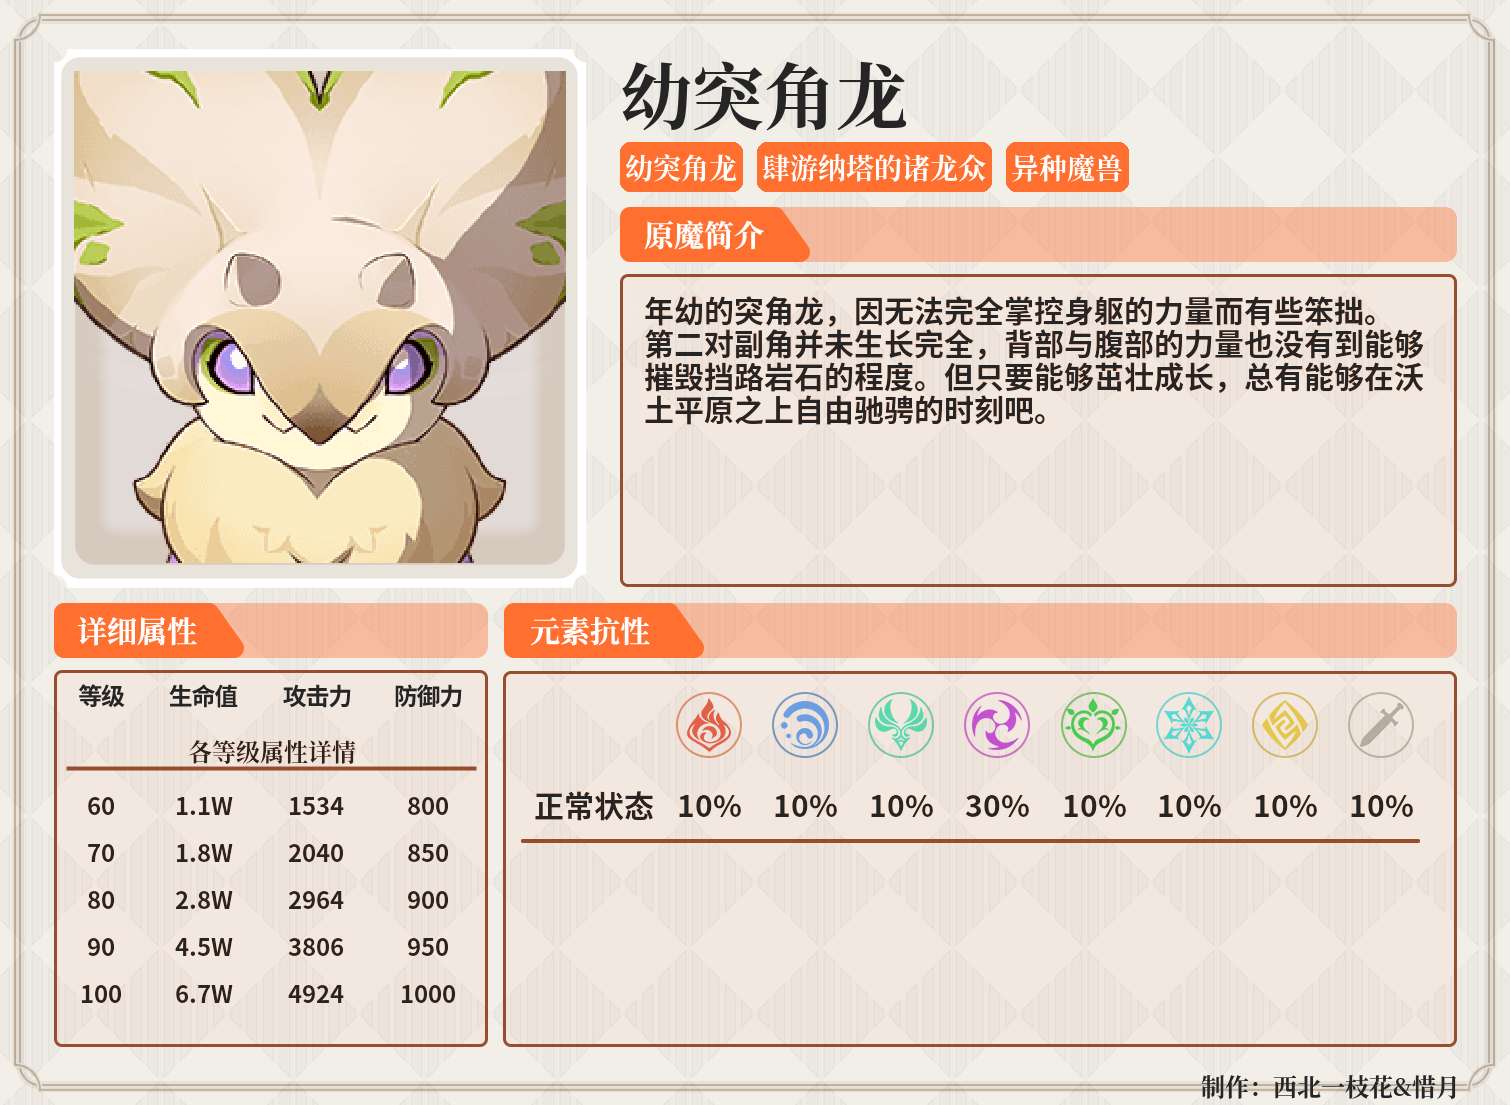 幼突角龙
幼突角龙 肆游纳塔的诸龙众 异种魔兽
原魔简介
年幼的突角龙，因无法完全掌控身躯的力量而有些笨拙。
第二对副角并未生长完全，背部与腹部的力量也没有到能够
摧毁挡路岩石的程度。但只要能够茁壮成长，总有能够在沃
土平原之上自由驰骋的时刻吧。
详细属性
等级 生命值 攻击力 防御力
各等级属性详情
60 1.1W 1534 800
70 1.8W 2040 850
80 2.8W 2964 900
90 4.5W 3806 950
100 6.7W 4924 1000
元素抗性
正常状态 10% 10% 10% 30% 10% 10% 10% 10%
制作：西北一枝花&惜月